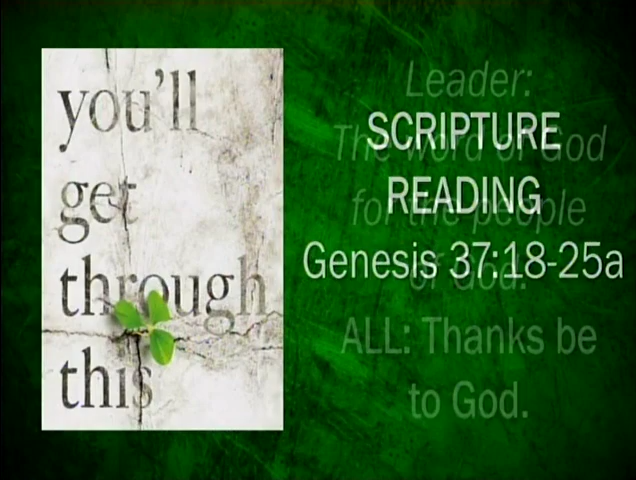 you'll
get
through
this
SCRIPTURE
READING
Genesis 37:18-25a
Leader:
The word of God
for the people
of God.
ALL: Thanks be
to God.